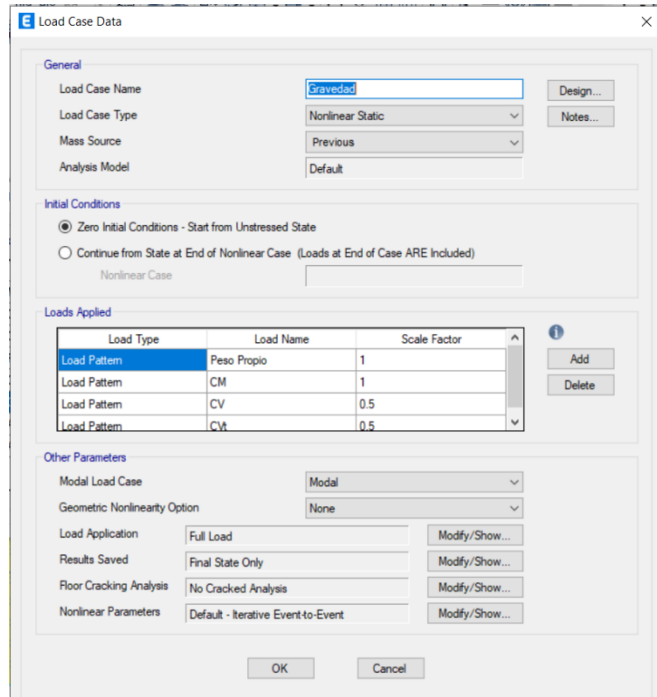 E Load Case Data
General
Load Case Name Gravedad Design...
Load Case Type Nonlinear Static Notes...
Mass Source Previous
Analysis Model Default
Initial Conditions
Zero Initial Conditions - Start from Unstressed State
Continue from State at End of Nonlinear Case (Loads at End of Case ARE Included)
Nonlinear Case
Loads Applied
Load Type Load Name Scale Factor
Load Pattern Peso Propio 1 Add
Load Pattern CM 1 Delete
Load Pattern CV 0.5
Load Pattern CVt 0.5
Other Parameters
Modal Load Case Modal
Geometric Nonlinearity Option None
Load Application Full Load Modify/Show...
Results Saved Final State Only Modify/Show...
Floor Cracking Analysis No Cracked Analysis Modify/Show...
Nonlinear Parameters Default - Iterative Event-to-Event Modify/Show...
OK Cancel